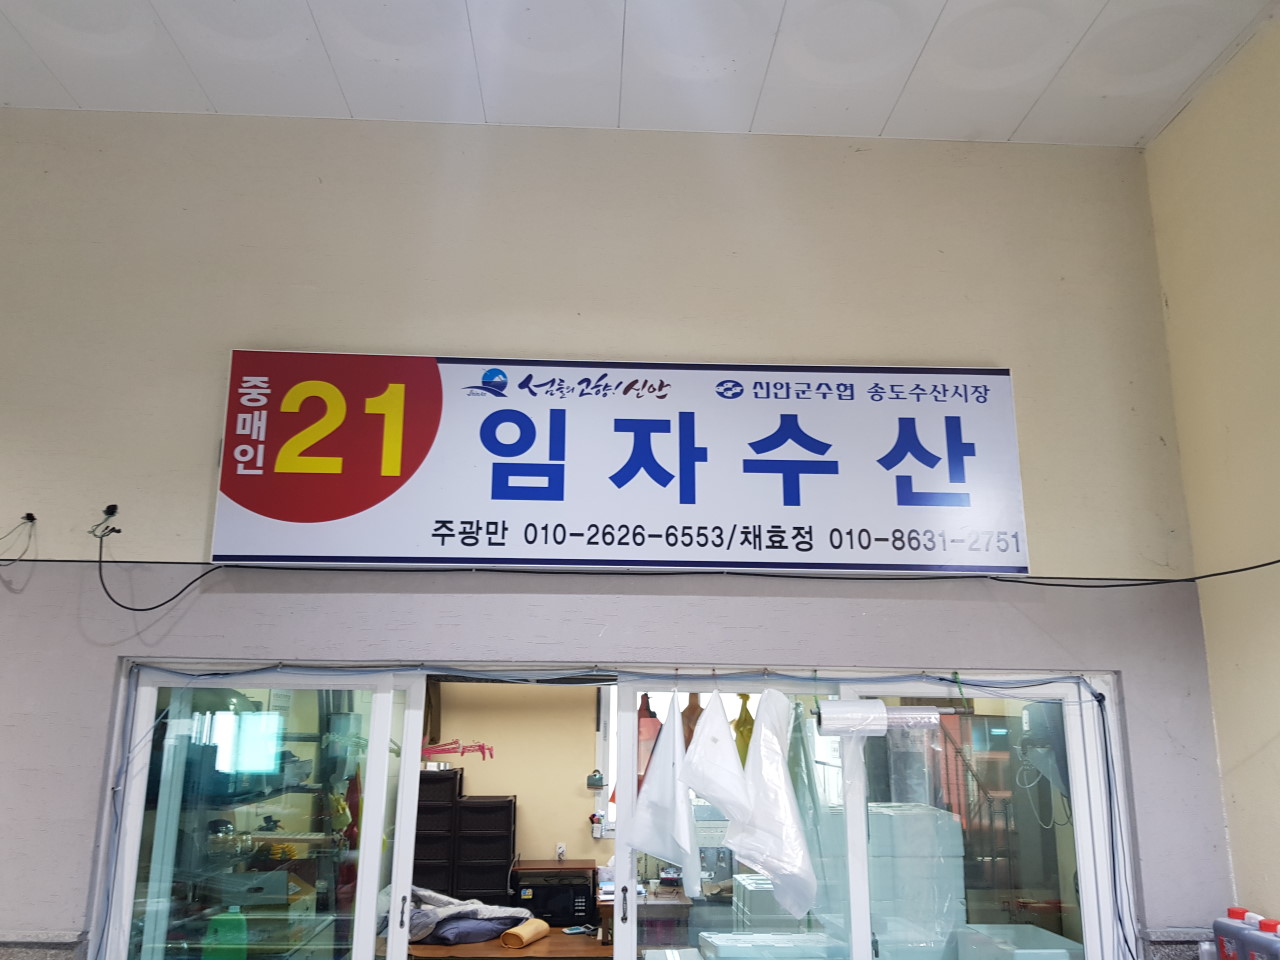 중매인
21
섬들의 고향! 신안
신안군수협 송도수산시장
임자수산
주광만 010-2626-6553/채효정 010-8631-2751